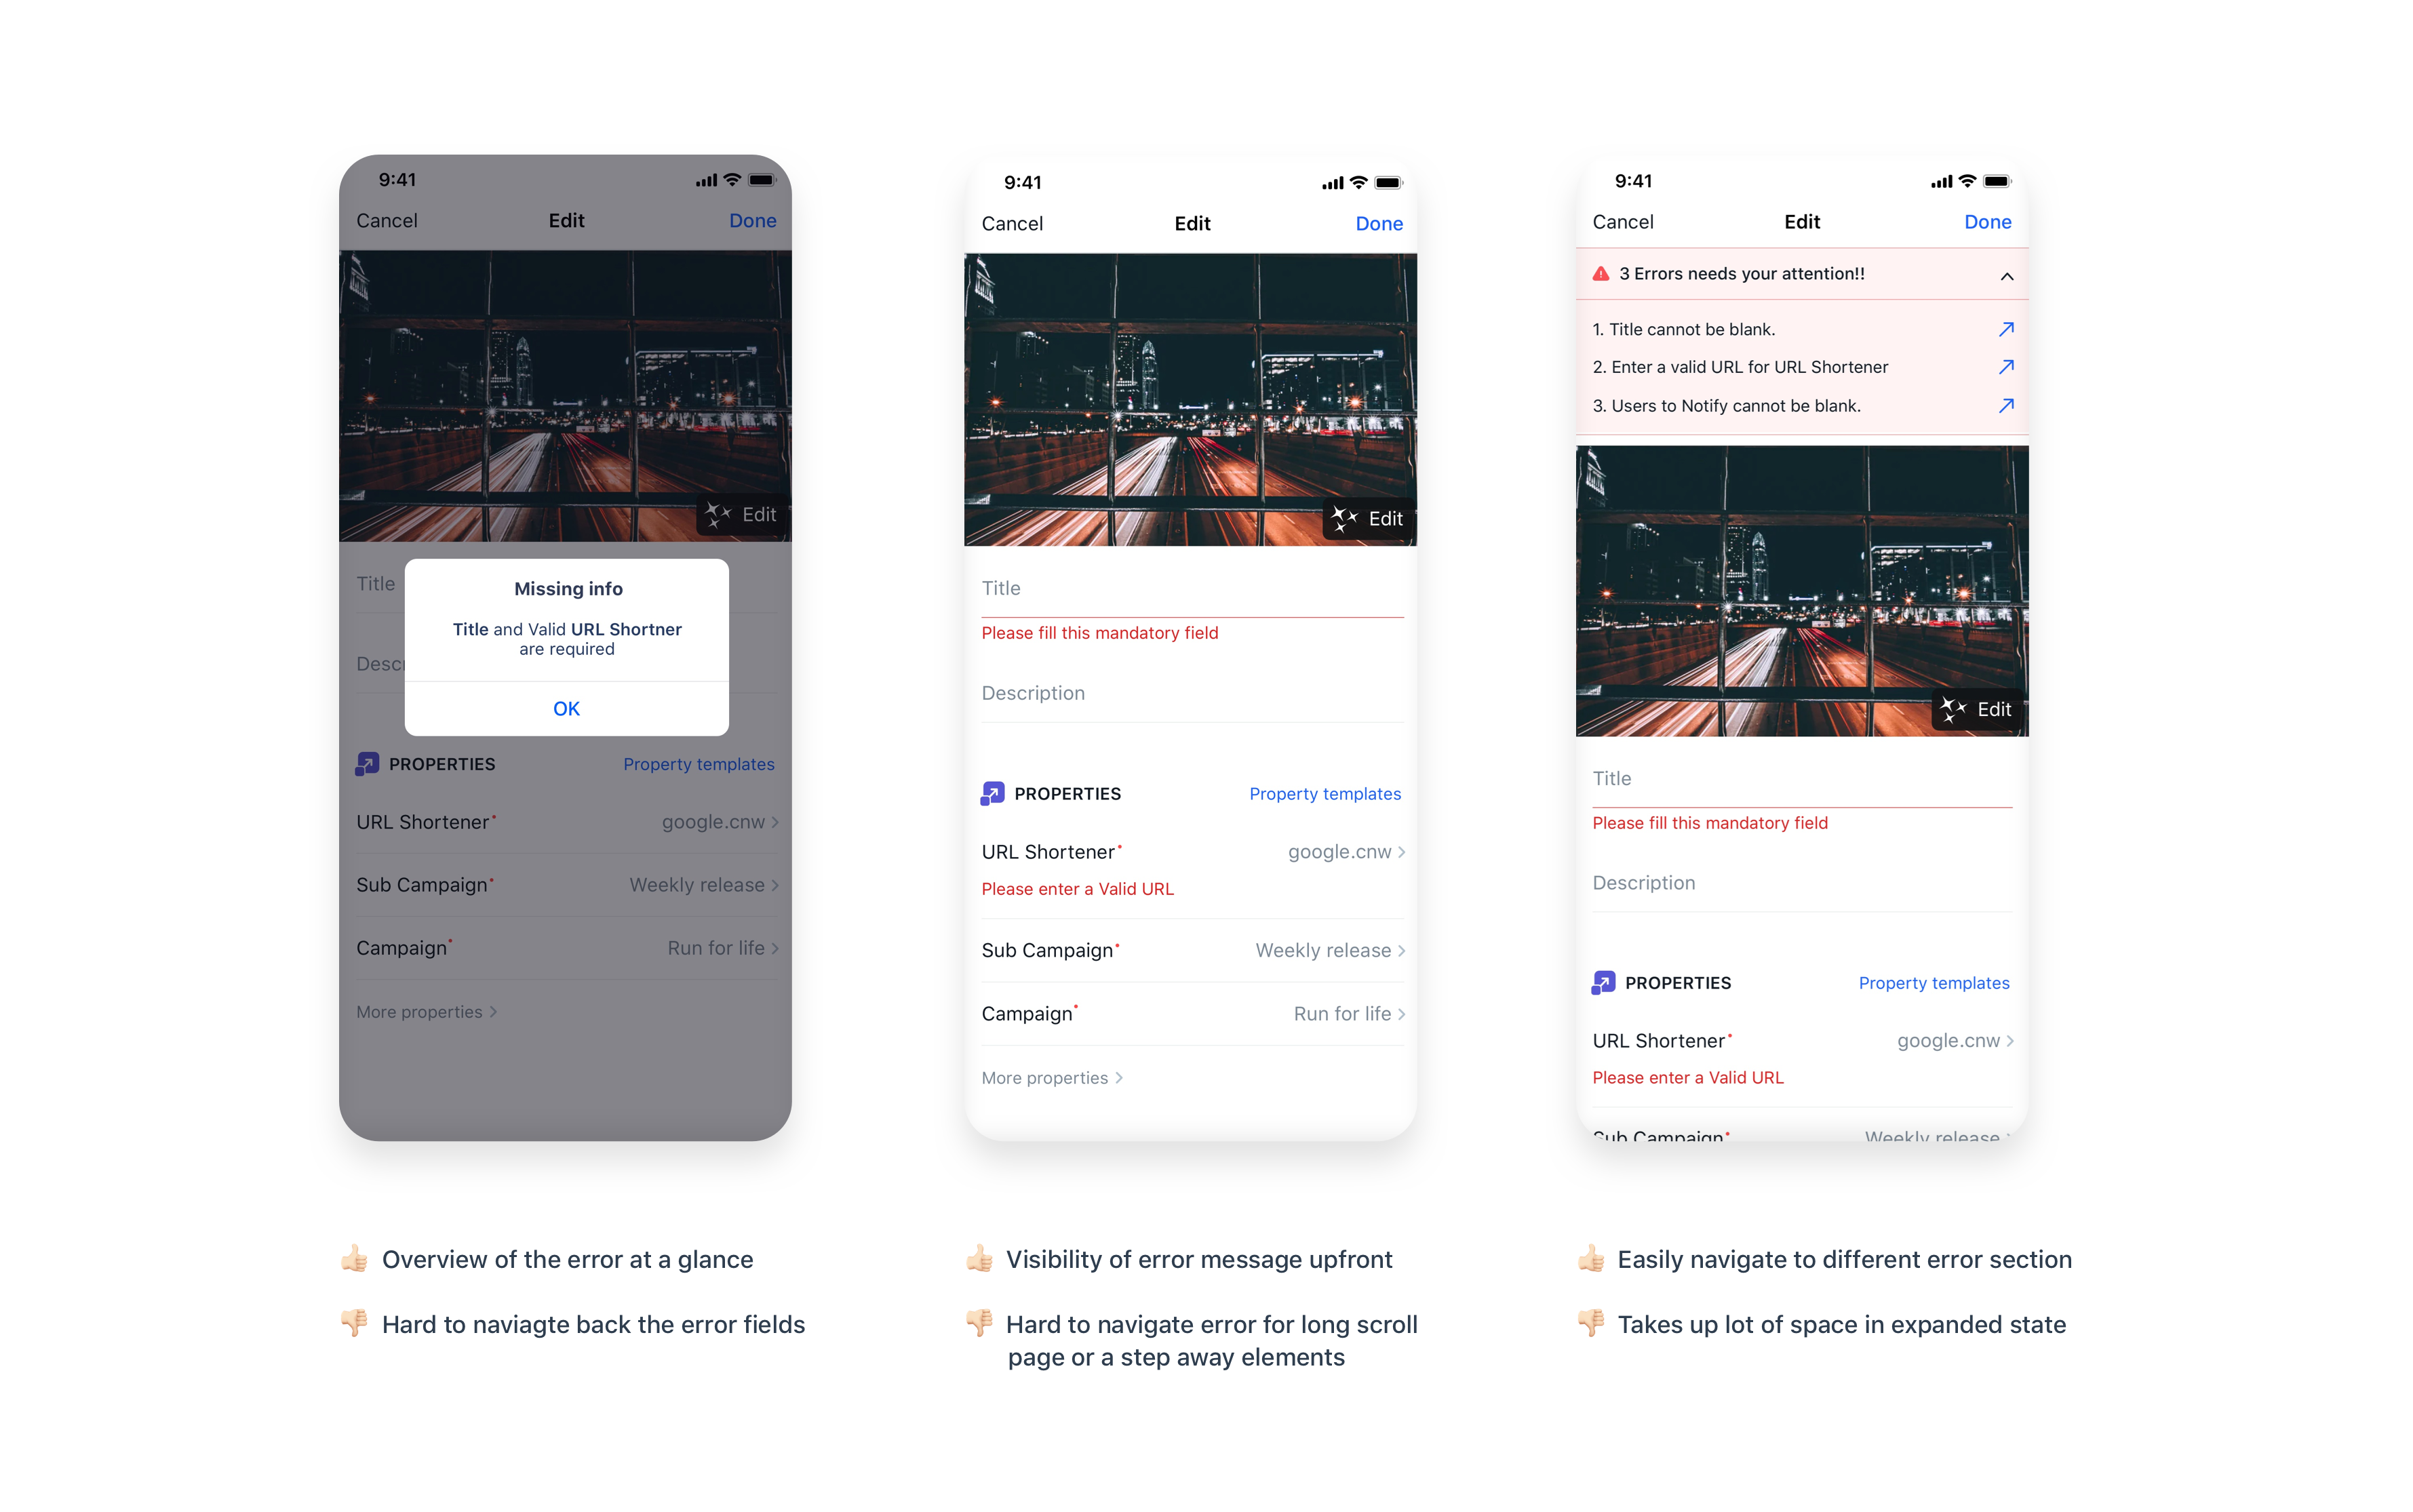 9:41
Cancel
Edit
Done
Edit
Title
Descr
Missing info
Title and Valid URL Shortner
are required
OK
PROPERTIES
Property templates
URL Shortener*
google.cnw
Sub Campaign*
Weekly release
Campaign*
Run for life
More properties
Overview of the error at a glance
Hard to naviagte back the error fields
9:41
Cancel
Edit
Done
Edit
Title
Please fill this mandatory field
Description
PROPERTIES
Property templates
URL Shortener*
google.cnw
Please enter a Valid URL
Sub Campaign*
Weekly release
Campaign*
Run for life
More properties
Visibility of error message upfront
Hard to navigate error for long scroll
page or a step away elements
9:41
Cancel
Edit
Done
3 Errors needs your attention!!
1. Title cannot be blank.
2. Enter a valid URL for URL Shortener
3. Users to Notify cannot be blank.
Edit
Title
Please fill this mandatory field
Description
PROPERTIES
Property templates
URL Shortener*
google.cnw
Please enter a Valid URL
Sub Campaign*
Weekly release
Easily navigate to different error section
Takes up lot of space in expanded state